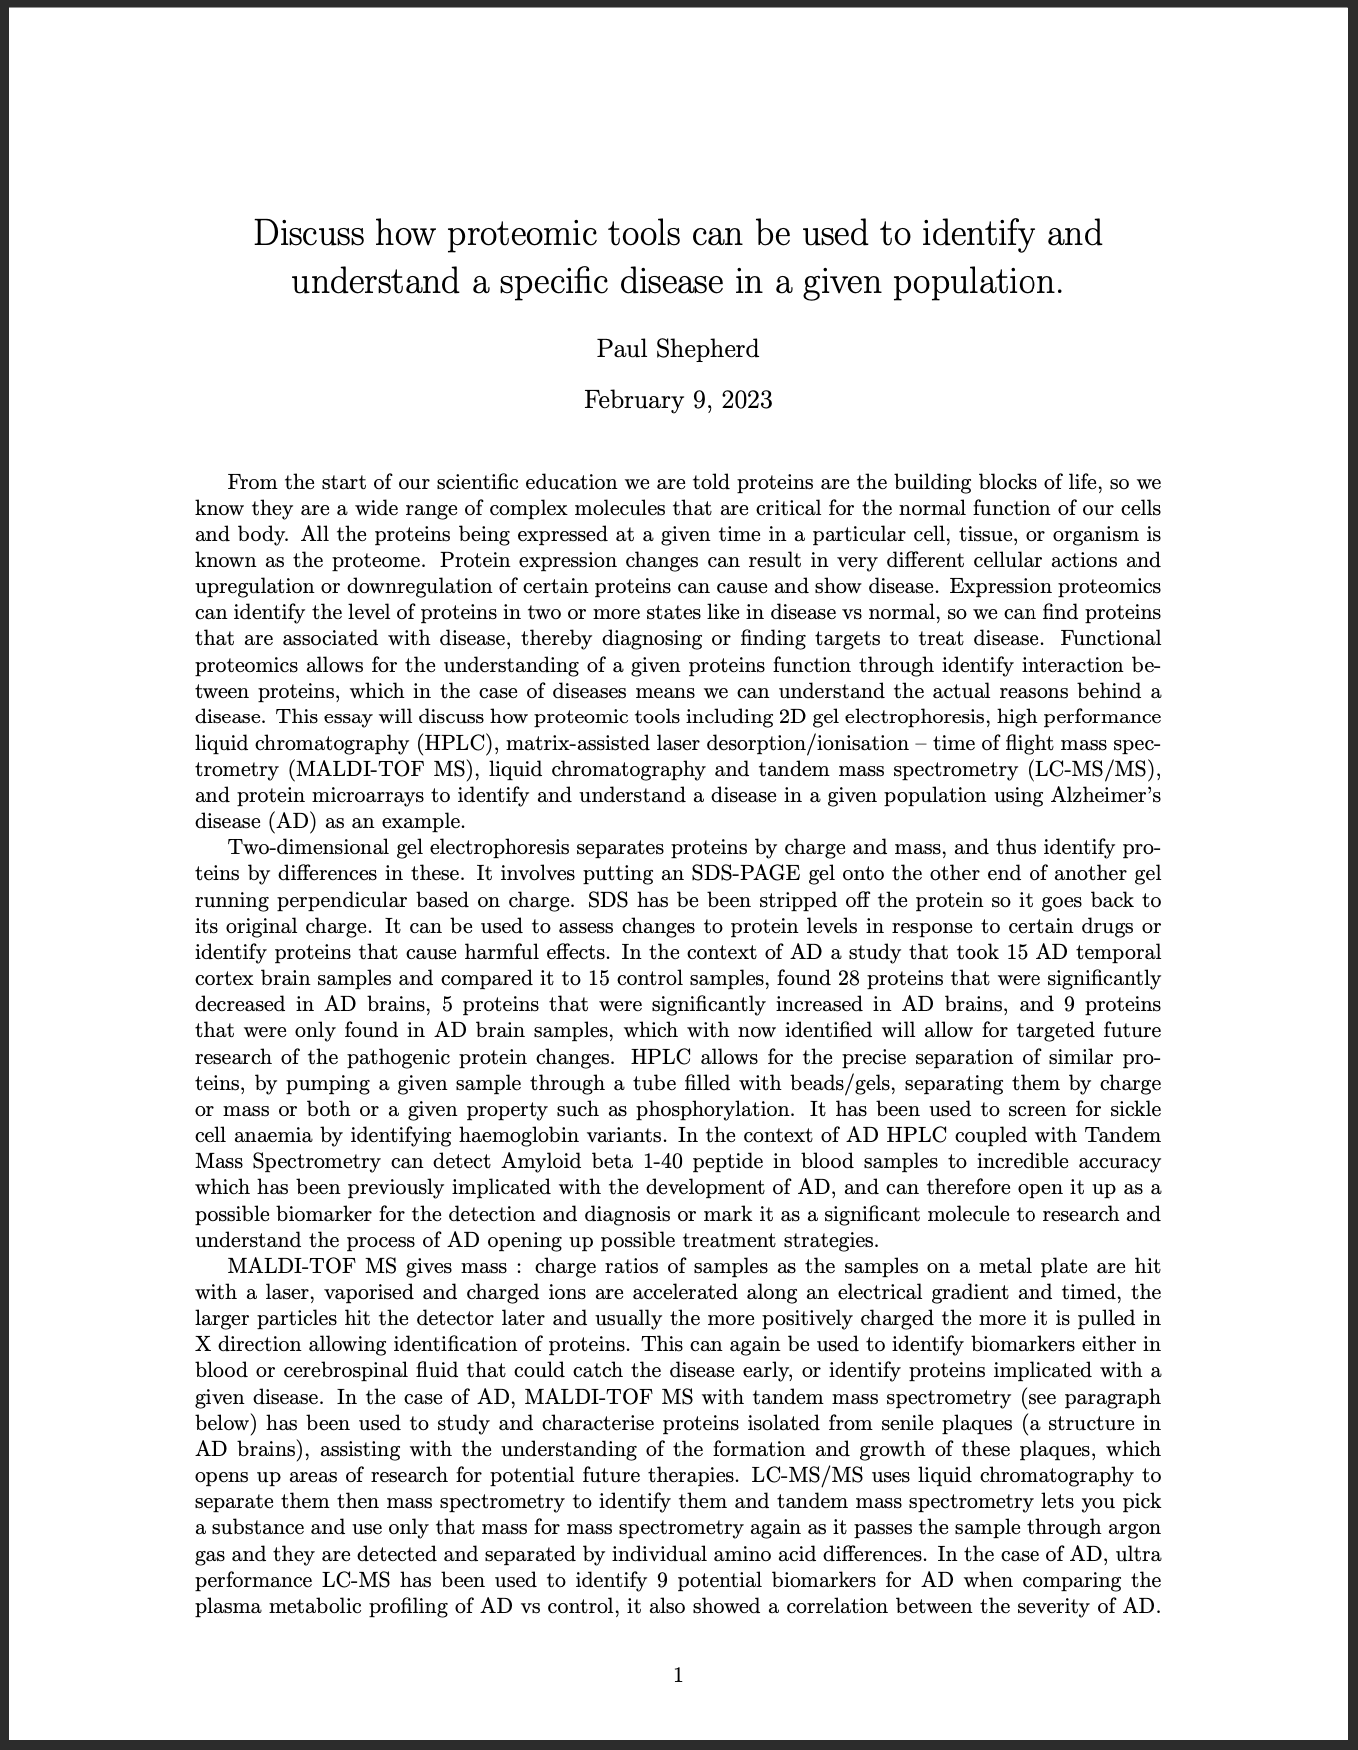 Discuss how proteomic tools can be used to identify and
understand a specific disease in a given population.
Paul Shepherd
February 9, 2023
From the start of our scientific education we are told proteins are the building blocks of life, so we
know they are a wide range of complex molecules that are critical for the normal function of our cells
and body. All the proteins being expressed at a given time in a particular cell, tissue, or organism is
known as the proteome. Protein expression changes can result in very different cellular actions and
upregulation or downregulation of certain proteins can cause and show disease. Expression proteomics
can identify the level of proteins in two or more states like in disease vs normal, so we can find proteins
that are associated with disease, thereby diagnosing or finding targets to treat disease. Functional
proteomics allows for the understanding of a given proteins function through identify interaction be-
tween proteins, which in the case of diseases means we can understand the actual reasons behind a
disease. This essay will discuss how proteomic tools including 2D gel electrophoresis, high performance
liquid chromatography (HPLC), matrix-assisted laser desorption/ionisation – time of flight mass spec-
trometry (MALDI-TOF MS), liquid chromatography and tandem mass spectrometry (LC-MS/MS),
and protein microarrays to identify and understand a disease in a given population using Alzheimer's
disease (AD) as an example.
Two-dimensional gel electrophoresis separates proteins by charge and mass, and thus identify pro-
teins by differences in these. It involves putting an SDS-PAGE gel onto the other end of another gel
running perpendicular based on charge. SDS has be been stripped off the protein so it goes back to
its original charge. It can be used to assess changes to protein levels in response to certain drugs or
identify proteins that cause harmful effects. In the context of AD a study that took 15 AD temporal
cortex brain samples and compared it to 15 control samples, found 28 proteins that were significantly
decreased in AD brains, 5 proteins that were significantly increased in AD brains, and 9 proteins
that were only found in AD brain samples, which with now identified will allow for targeted future
research of the pathogenic protein changes. HPLC allows for the precise separation of similar pro-
teins, by pumping a given sample through a tube filled with beads/gels, separating them by charge
or mass or both or a given property such as phosphorylation. It has been used to screen for sickle
cell anaemia by identifying haemoglobin variants. In the context of AD HPLC coupled with Tandem
Mass Spectrometry can detect Amyloid beta 1-40 peptide in blood samples to incredible accuracy
which has been previously implicated with the development of AD, and can therefore open it up as a
possible biomarker for the detection and diagnosis or mark it as a significant molecule to research and
understand the process of AD opening up possible treatment strategies.
MALDI-TOF MS gives mass : charge ratios of samples as the samples on a metal plate are hit
with a laser, vaporised and charged ions are accelerated along an electrical gradient and timed, the
larger particles hit the detector later and usually the more positively charged the more it is pulled in
X direction allowing identification of proteins. This can again be used to identify biomarkers either in
blood or cerebrospinal fluid that could catch the disease early, or identify proteins implicated with a
given disease. In the case of AD, MALDI-TOF MS with tandem mass spectrometry (see paragraph
below) has been used to study and characterise proteins isolated from senile plaques (a structure in
AD brains), assisting with the understanding of the formation and growth of these plaques, which
opens up areas of research for potential future therapies. LC-MS/MS uses liquid chromatography to
separate them then mass spectrometry to identify them and tandem mass spectrometry lets you pick
a substance and use only that mass for mass spectrometry again as it passes the sample through argon
gas and they are detected and separated by individual amino acid differences. In the case of AD, ultra
performance LC-MS has been used to identify 9 potential biomarkers for AD when comparing the
plasma metabolic profiling of AD vs control, it also showed a correlation between the severity of AD.
1